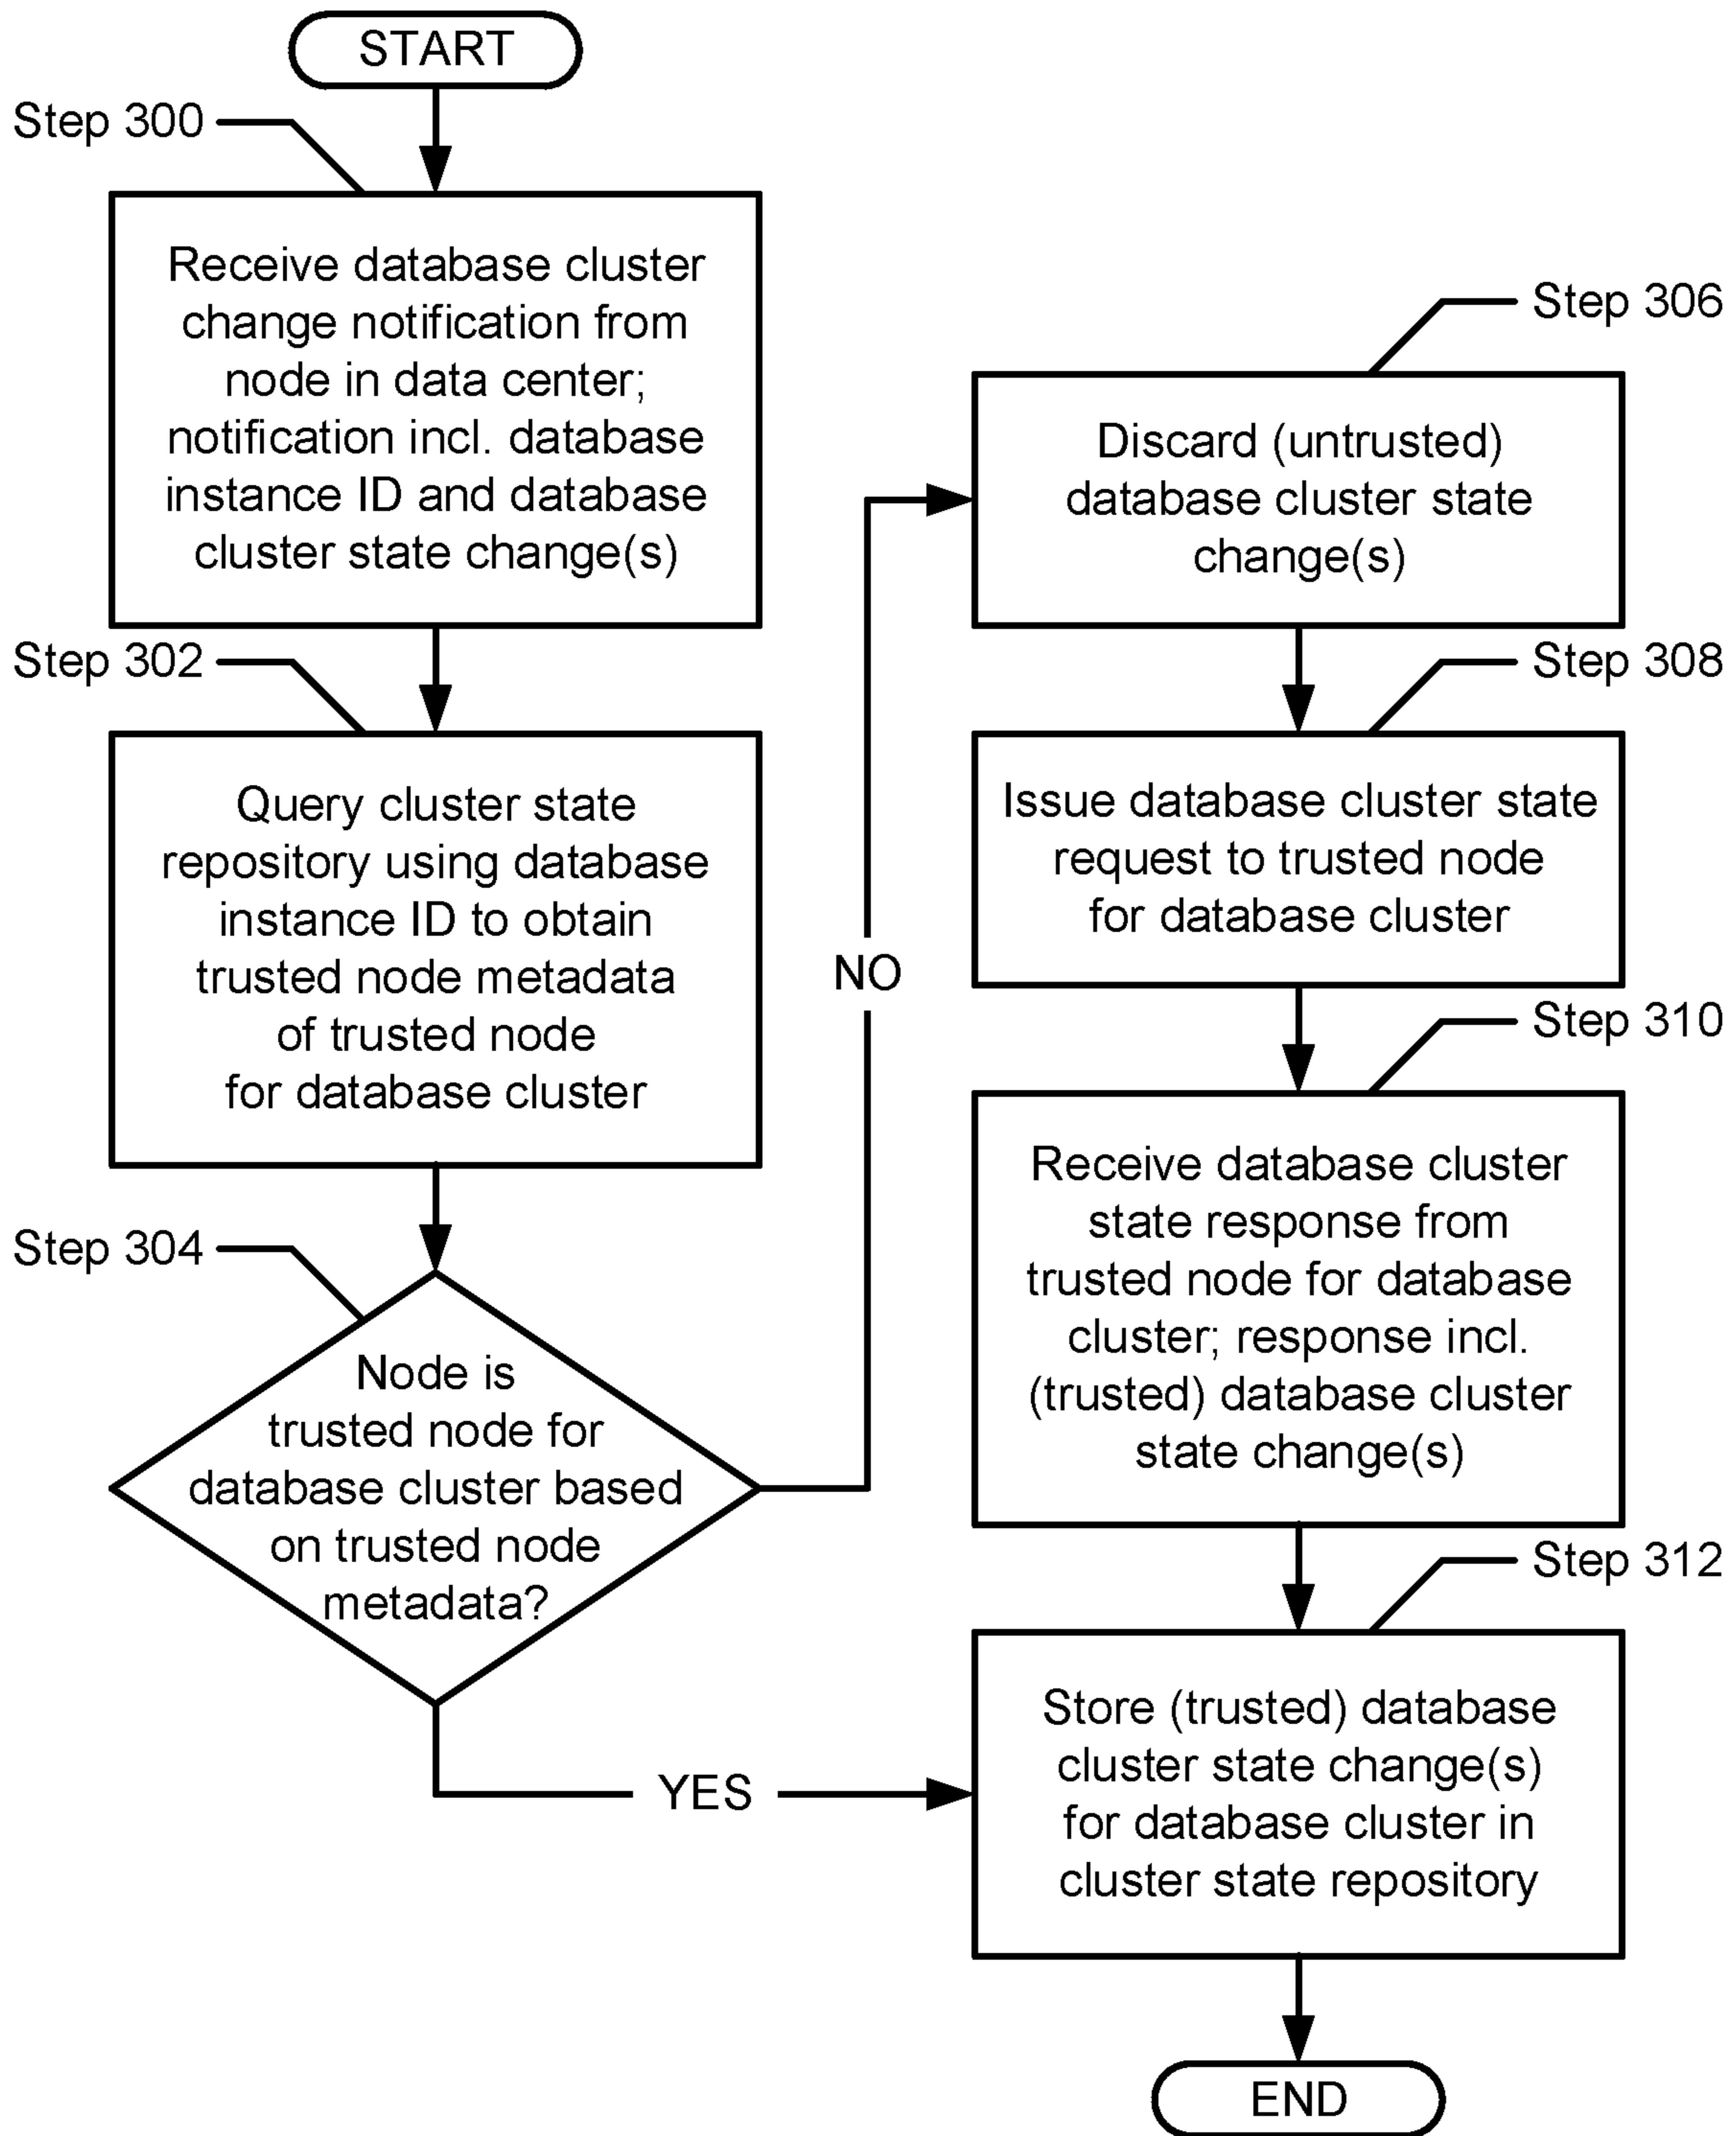 START
Step 300
Receive database cluster
change notification from
node in data center;
notification incl. database
instance ID and database
cluster state change(s)
Step 302
Query cluster state
repository using database
instance ID to obtain
trusted node metadata
of trusted node
for database cluster
Step 304
Node is
trusted node for
database cluster based
on trusted node
metadata?
NO
YES
Step 306
Discard (untrusted)
database cluster state
change(s)
Step 308
Issue database cluster state
request to trusted node
for database cluster
Step 310
Receive database cluster
state response from
trusted node for database
cluster; response incl.
(trusted) database cluster
state change(s)
Step 312
Store (trusted) database
cluster state change(s)
for database cluster in
cluster state repository
END